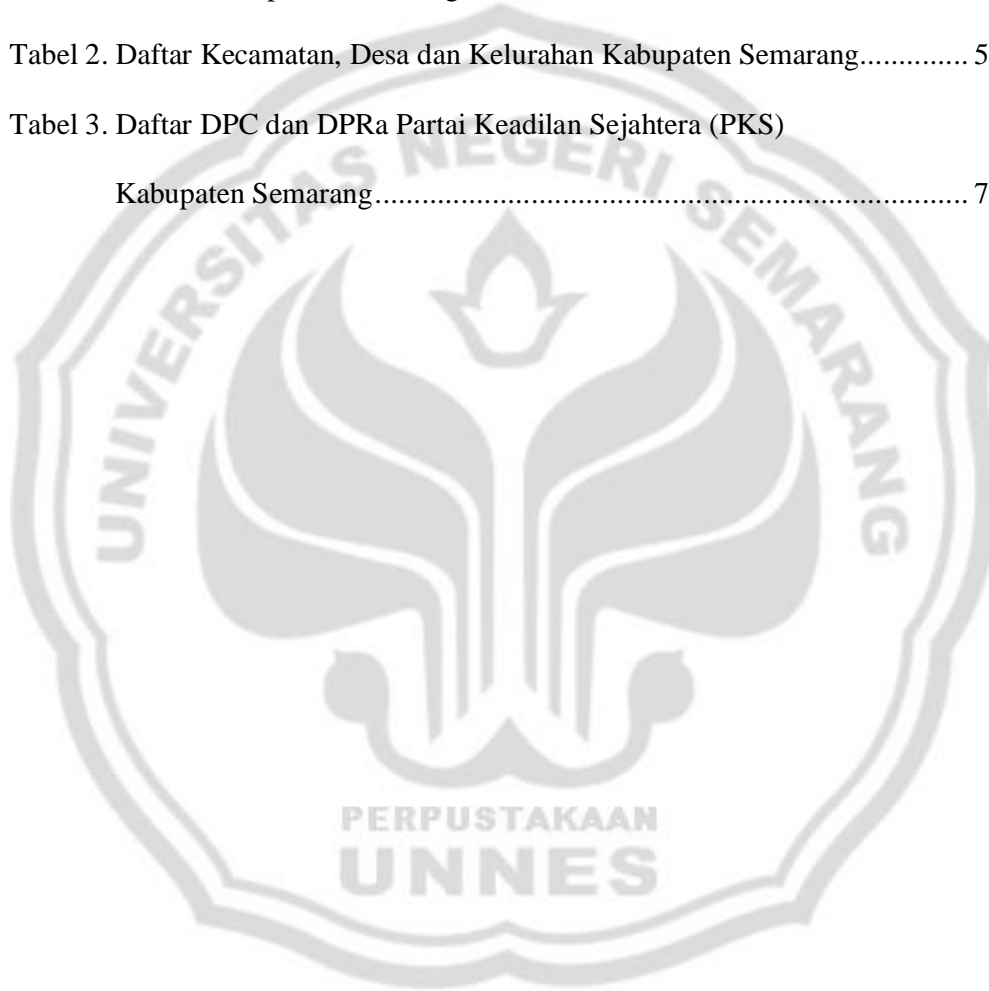 Tabel 2. Daftar Kecamatan, Desa dan Kelurahan Kabupaten Semarang.............. 5
Tabel 3. Daftar DPC dan DPRa Partai Keadilan Sejahtera (PKS)
Kabupaten Semarang............................................................................ 7
UNIVERSITAS NEGERI SEMARANG
PERPUSTAKAAN
UNNES